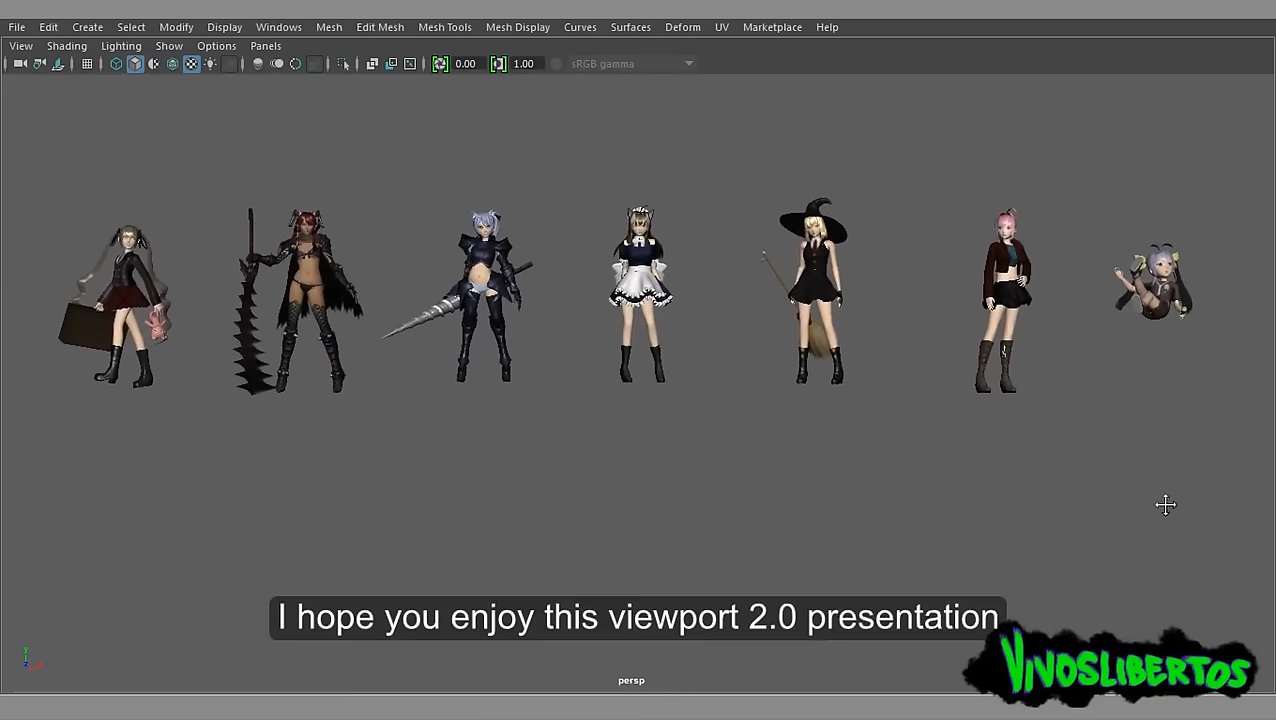 File Edit Create Select Modify Display Windows Mesh Edit Mesh Mesh Tools Mesh Display Curves Surfaces Deform UV Marketplace Help
View Shading Lighting Show Options Panels
0.00 1.00 sRGB gamma
I hope you enjoy this viewport 2.0 presentation
VIVOSLIBERTOS
y
z x
persp